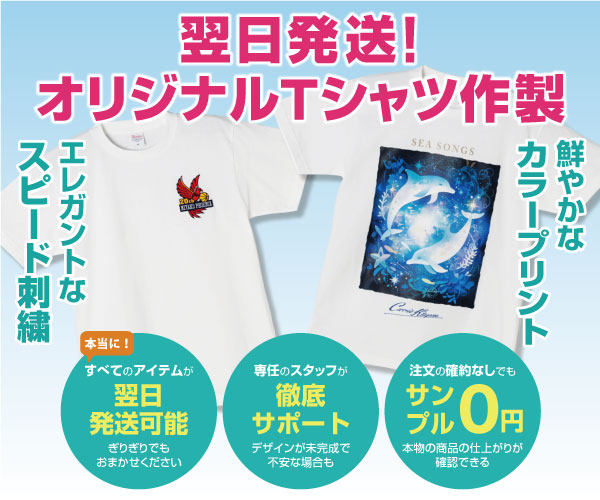 翌日発送!
オリジナルTシャツ作製
エレガントな
スピード刺繍
鮮やかな
カラープリント
20th
SEA SONGS
本当に!
すべてのアイテムが
翌日
発送可能
ぎりぎりでも
おまかせください
専任のスタッフが
徹底
サポート
デザインが未完成で
不安な場合も
注文の確約なしでも
サンプル0円
本物の商品の仕上がりが
確認できる